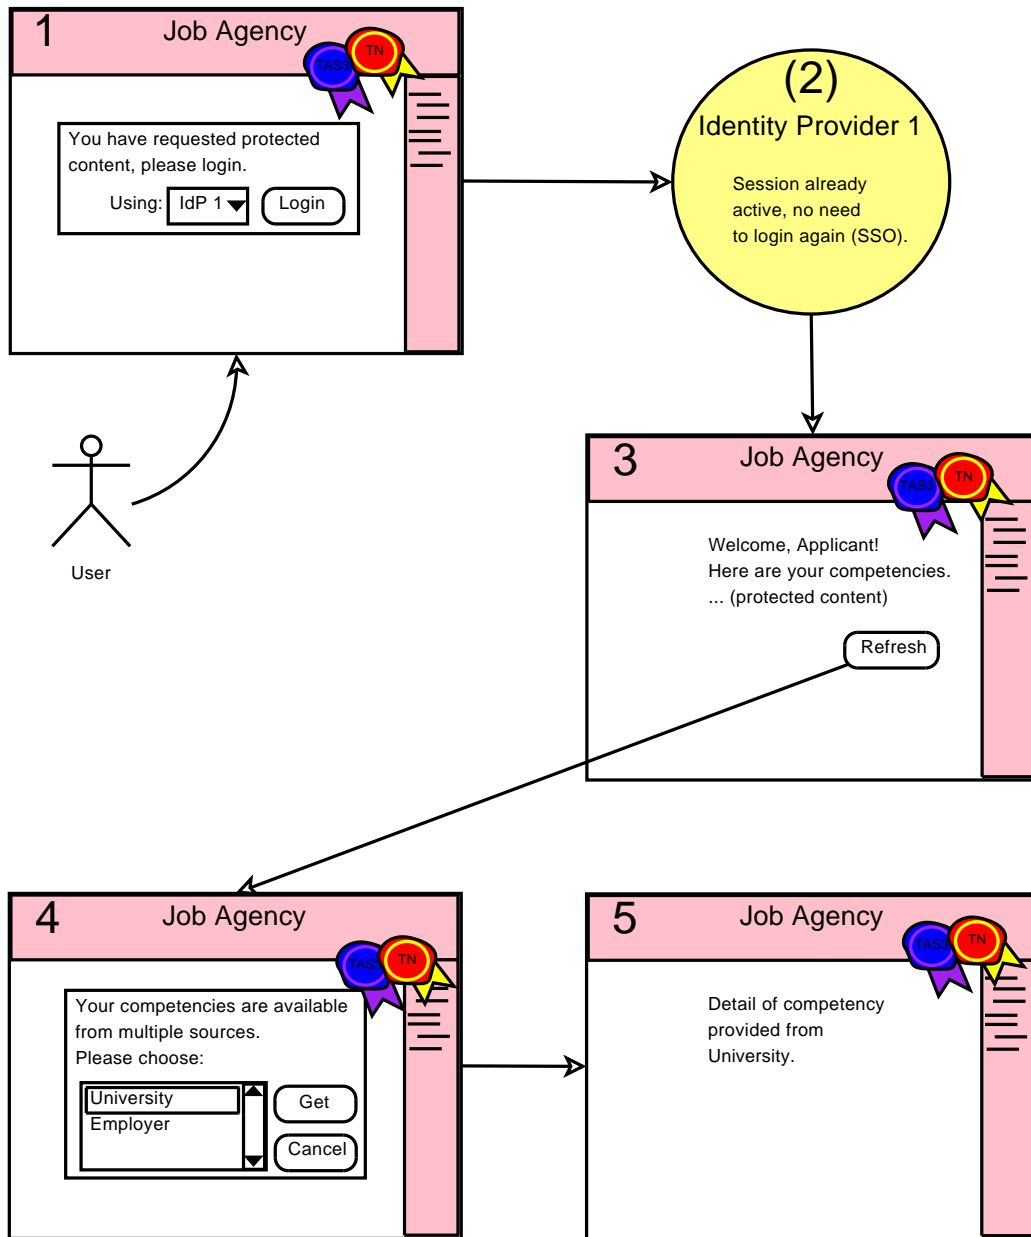 1
Job Agency
TAS3
TN
You have requested protected
content, please login.
Using:
IdP 1
Login
(2)
Identity Provider 1
Session already
active, no need
to login again (SSO).
User
3
Job Agency
TAS3
TN
Welcome, Applicant!
Here are your competencies.
... (protected content)
Refresh
4
Job Agency
TAS3
TN
Your competencies are available
from multiple sources.
Please choose:
University
Employer
Get
Cancel
5
Job Agency
TAS3
TN
Detail of competency
provided from
University.